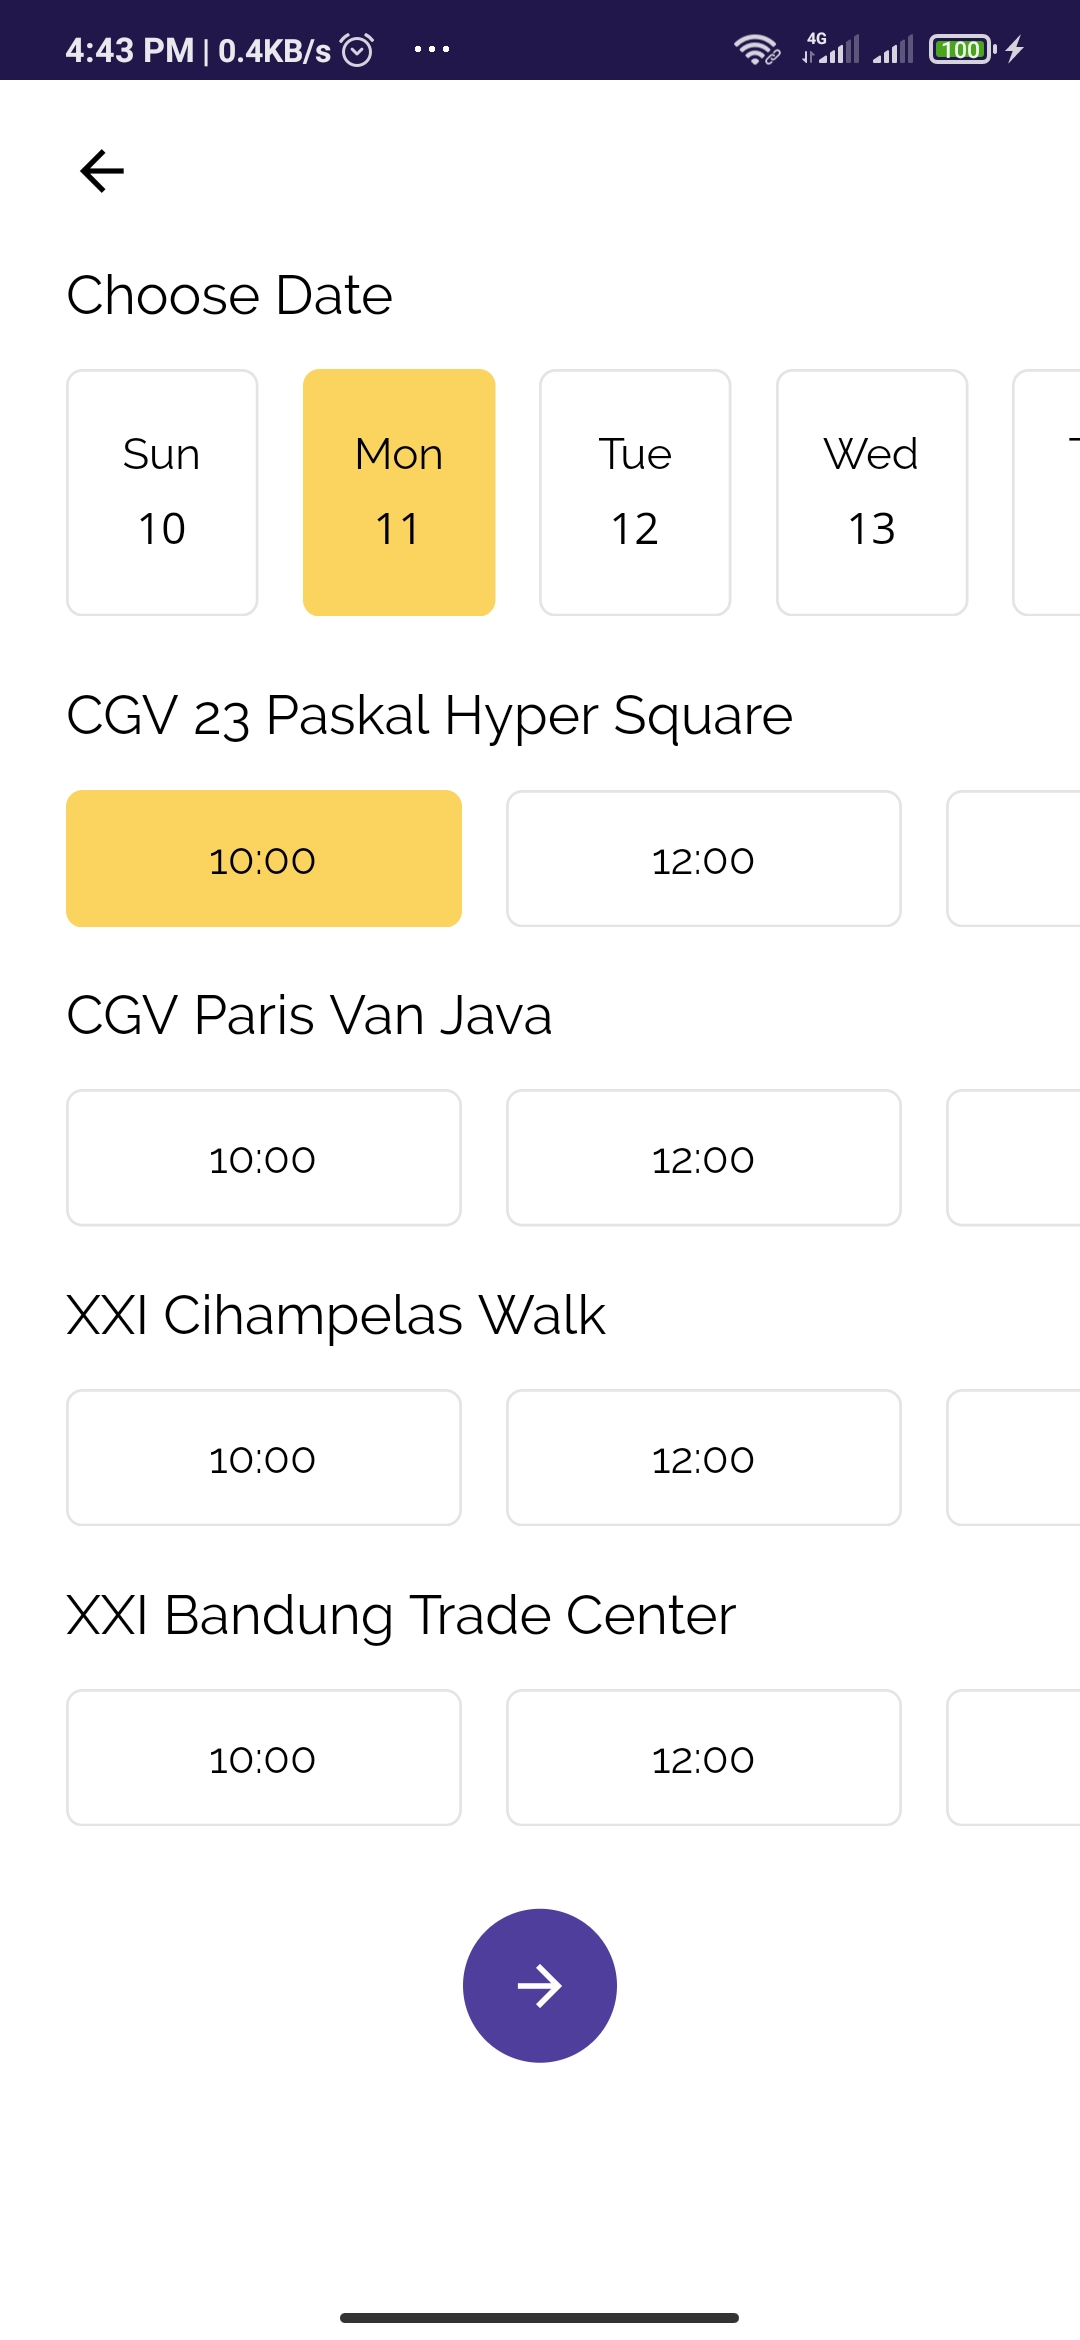 4:43 PM | 0.4KB/s ... 4G 100
Choose Date
Sun Mon Tue Wed
10 11 12 13
CGV 23 Paskal Hyper Square
10:00 12:00
CGV Paris Van Java
10:00 12:00
XXI Cihampelas Walk
10:00 12:00
XXI Bandung Trade Center
10:00 12:00